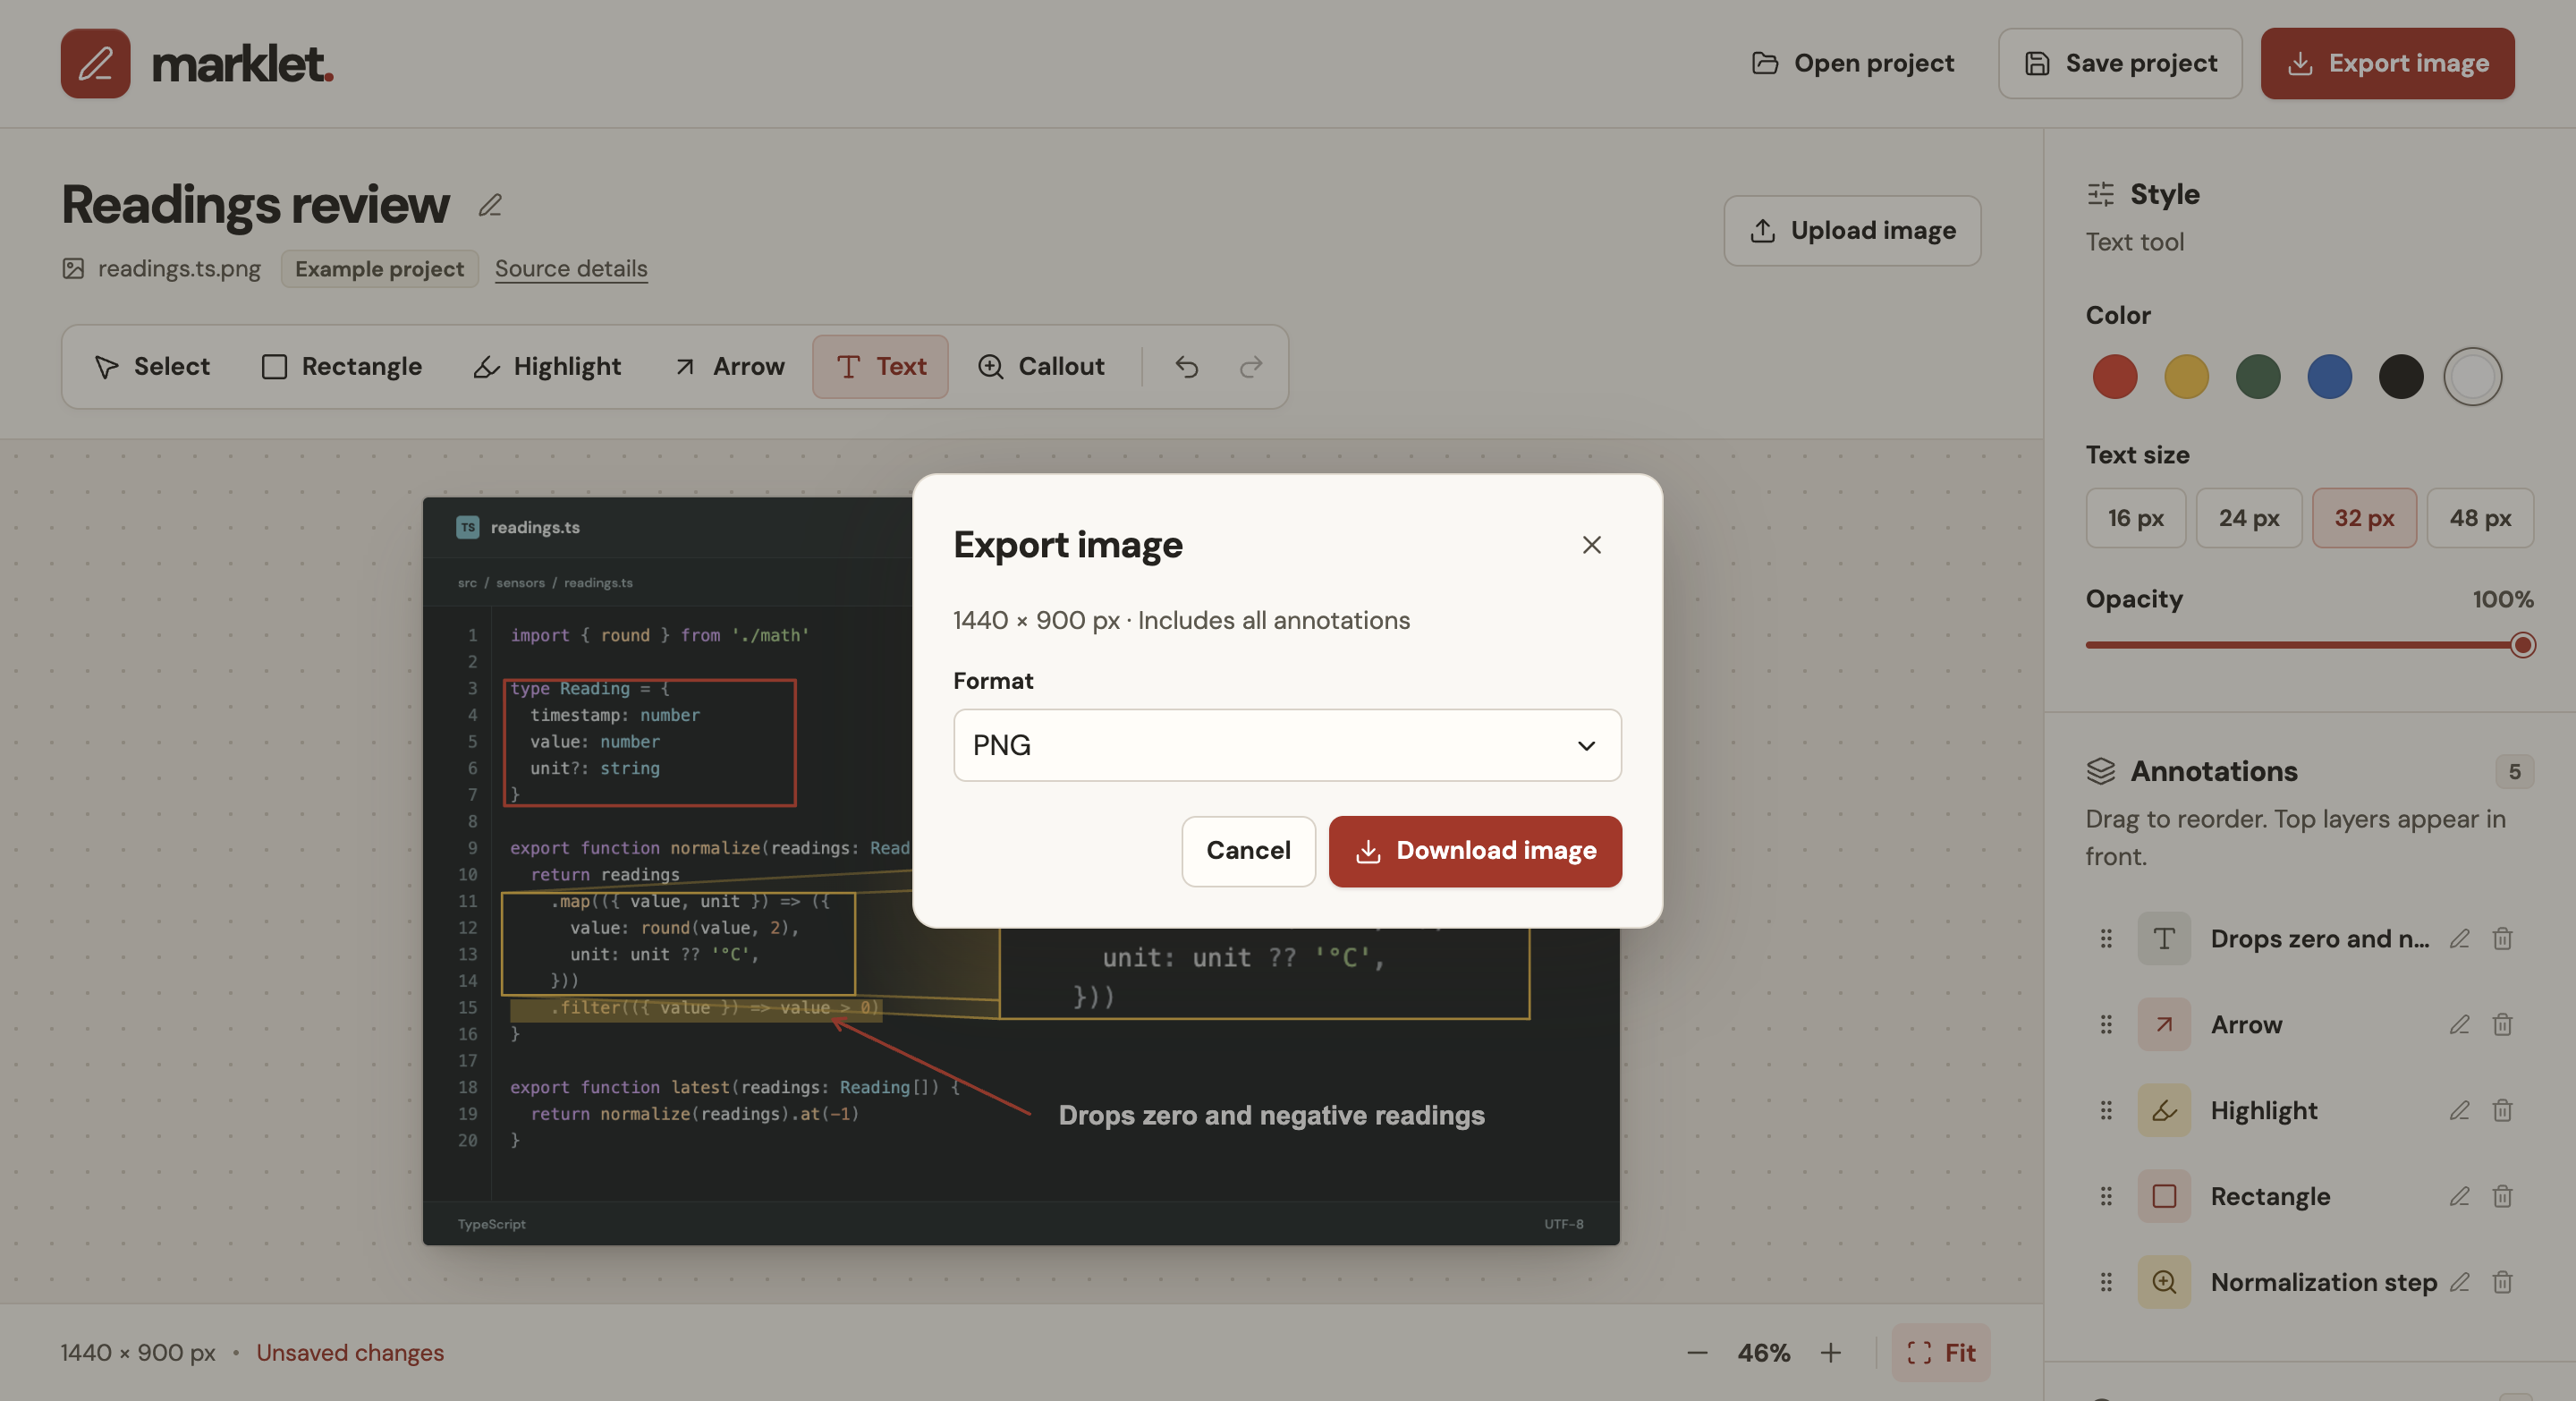 marklet.
Open project
Save project
Export image
Readings review
readings.ts.png
Example project
Source details
Upload image
Select
Rectangle
Highlight
Arrow
Text
Callout
TS readings.ts
src / sensors / readings.ts
1 import { round } from './math'
2
3 type Reading = {
4   timestamp: number
5   value: number
6   unit?: string
7 }
8
9 export function normalize(readings: Read
10   return readings
11     .map(({ value, unit }) => ({
12       value: round(value, 2),
13       unit: unit ?? '°C',
14     }))
15     .filter(({ value }) => value > 0)
16 }
17
18 export function latest(readings: Reading[]) {
19   return normalize(readings).at(-1)
20 }
unit: unit ?? '°C',
}))
Drops zero and negative readings
TypeScript
UTF-8
Export image
1440 × 900 px · Includes all annotations
Format
PNG
Cancel
Download image
1440 × 900 px • Unsaved changes
46%
Fit
Style
Text tool
Color
Text size
16 px
24 px
32 px
48 px
Opacity
100%
Annotations
5
Drag to reorder. Top layers appear in
front.
Drops zero and n...
Arrow
Highlight
Rectangle
Normalization step